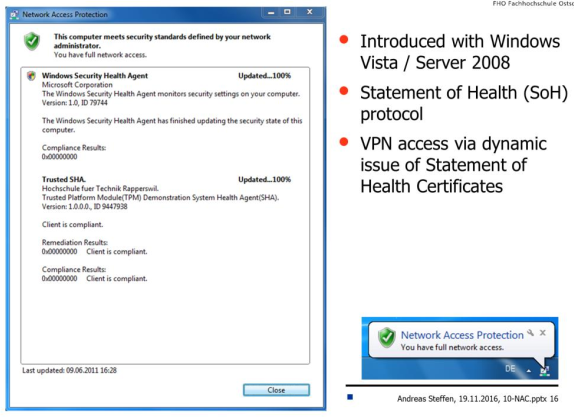 FHO Fachhochschule Ostsc
Network Access Protection
This computer meets security standards defined by your network
administrator.
You have full network access.
Windows Security Health Agent Updated...100%
Microsoft Corporation
The Windows Security Health Agent monitors security settings on your computer.
Version: 1.0, ID 79744
The Windows Security Health Agent has finished updating the security state of this
computer.
Compliance Results:
0x00000000
Trusted SHA. Updated...100%
Hochschule fuer Technik Rapperswil.
Trusted Platform Module(TPM) Demonstration System Health Agent(SHA).
Version: 1.0.0.0., ID 9447938
Client is compliant.
Remediation Results:
0x00000000 Client is compliant.
Compliance Results:
0x00000000 Client is compliant.
Last updated: 09.06.2011 16:28
Close
• Introduced with Windows
Vista / Server 2008
• Statement of Health (SoH)
protocol
• VPN access via dynamic
issue of Statement of
Health Certificates
Network Access Protection
You have full network access.
DE
Andreas Steffen, 19.11.2016, 10-NAC.pptx 16